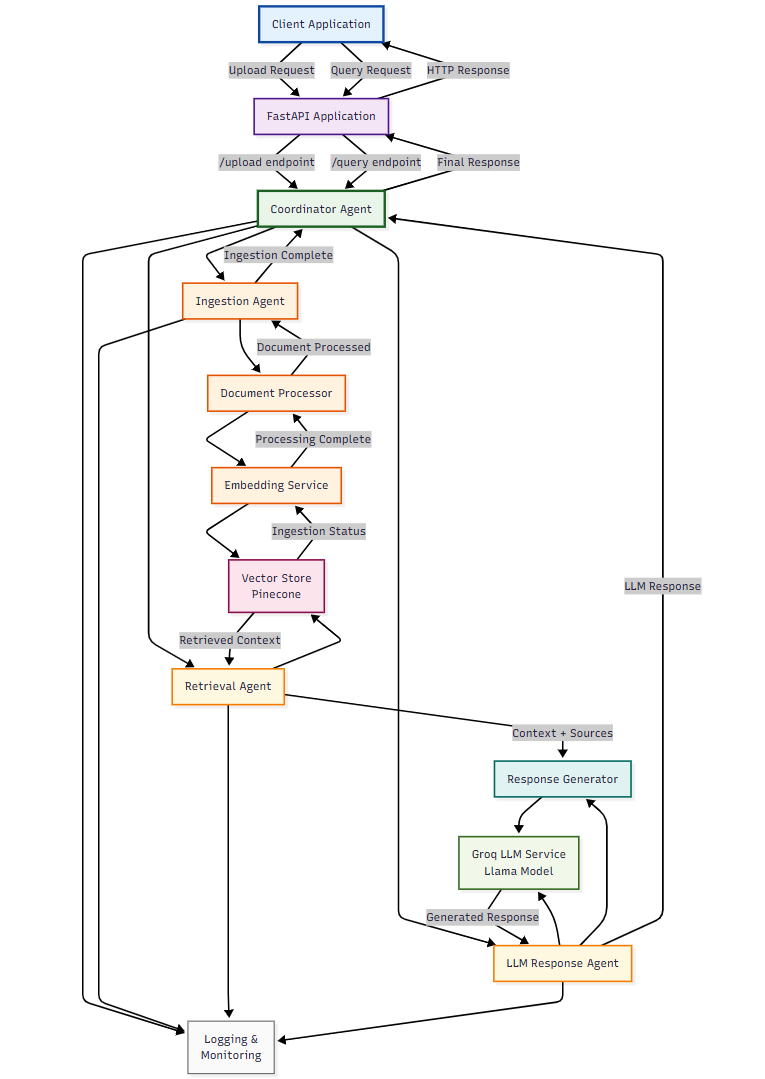 Client Application
Upload Request
Query Request
HTTP Response
FastAPI Application
/upload endpoint
/query endpoint
Final Response
Coordinator Agent
Ingestion Complete
Ingestion Agent
Document Processed
Document Processor
Processing Complete
Embedding Service
Ingestion Status
Vector Store
Pinecone
LLM Response
Retrieved Context
Retrieval Agent
Context + Sources
Response Generator
Groq LLM Service
Llama Model
Generated Response
LLM Response Agent
Logging &
Monitoring